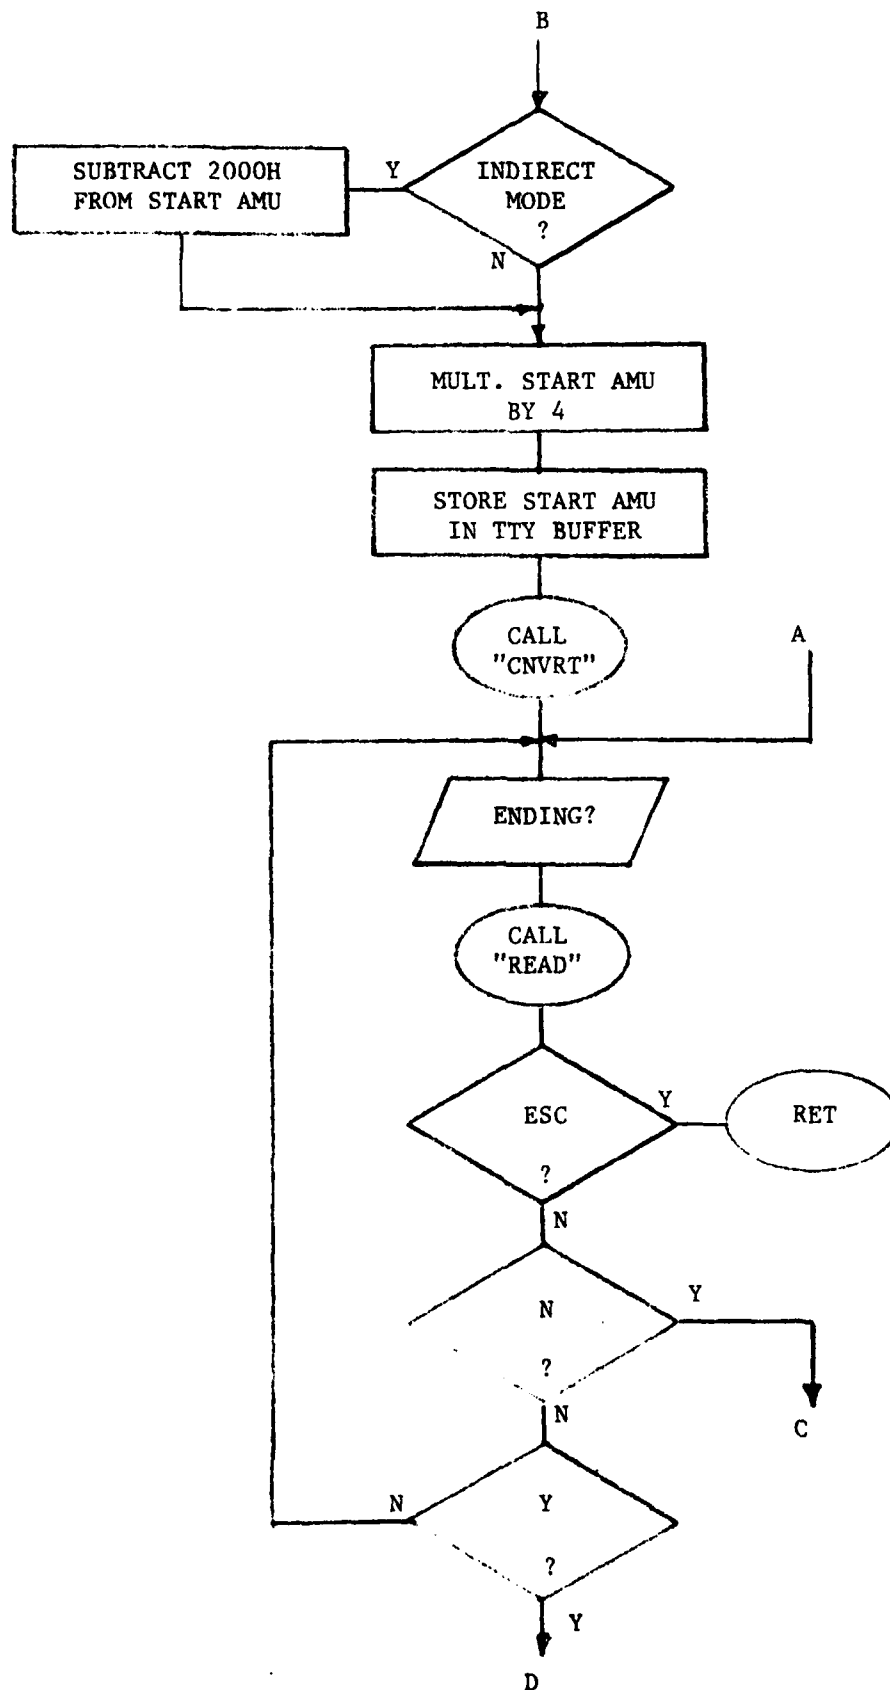 B
SUBTRACT 2000H
FROM START AMU
Y
INDIRECT
MODE
?
N
MULT. START AMU
BY 4
STORE START AMU
IN TTY BUFFER
CALL
"CNVRT"
A
ENDING?
CALL
"READ"
ESC
?
Y
RET
N
N
?
Y
C
N
Y
?
N
Y
D